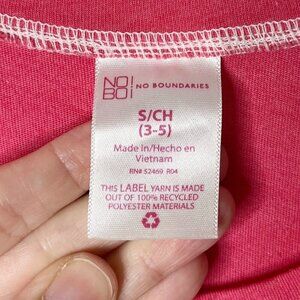 NO!
BO! NO BOUNDARIES
S/CH
(3-5)
Made in/Hecho en
Vietnam
RN# 52469 R04
THIS LABEL YARN IS MADE
OUT OF 100% RECYCLED
POLYESTER MATERIALS